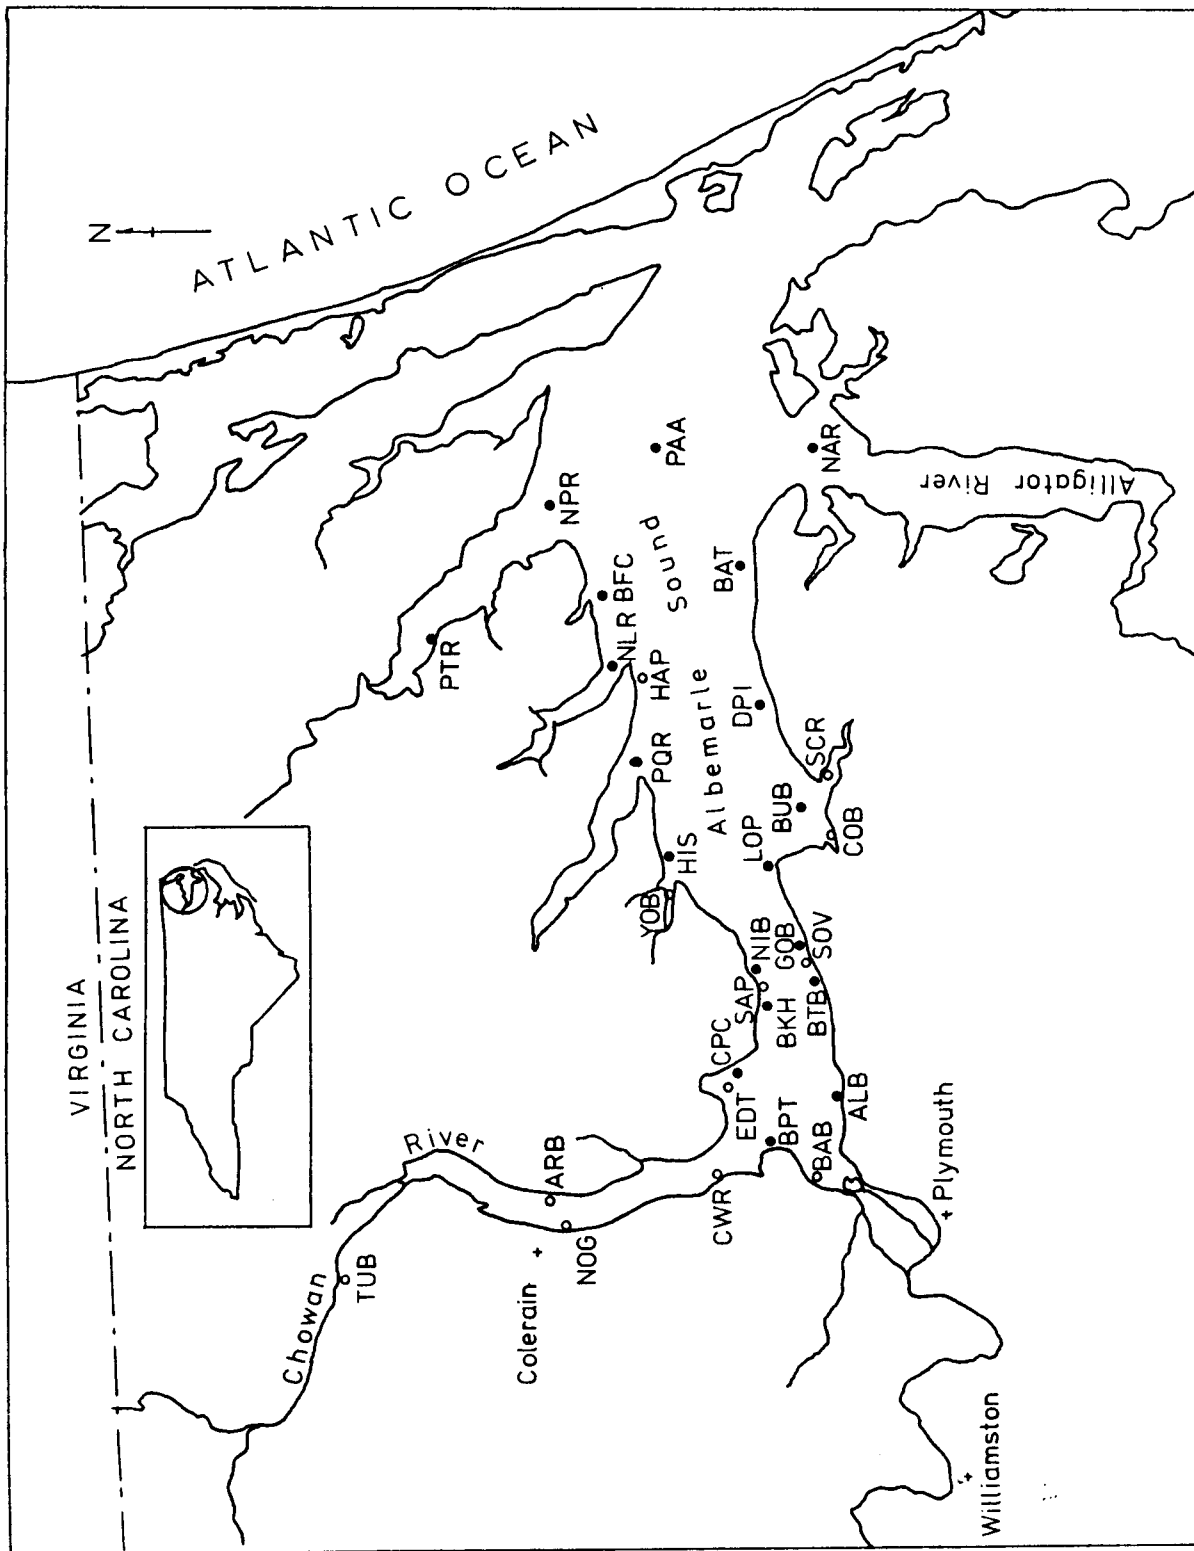 VIRGINIA
NORTH CAROLINA
N
ATLANTIC OCEAN
Chowan
River
TUB
Colerain
NOG
ARB
PTR
NPR
NLR
BFC
HAP
PQR
PAA
HIS
YOB
Albemarle
Sound
CWR
EDT
CPC
SAP
NIB
BKH
BPT
BAB
ALB
BTB
SOV
GOB
LOP
BUB
COB
SCR
DPI
BAT
NAR
Alligator River
Plymouth
Williamston